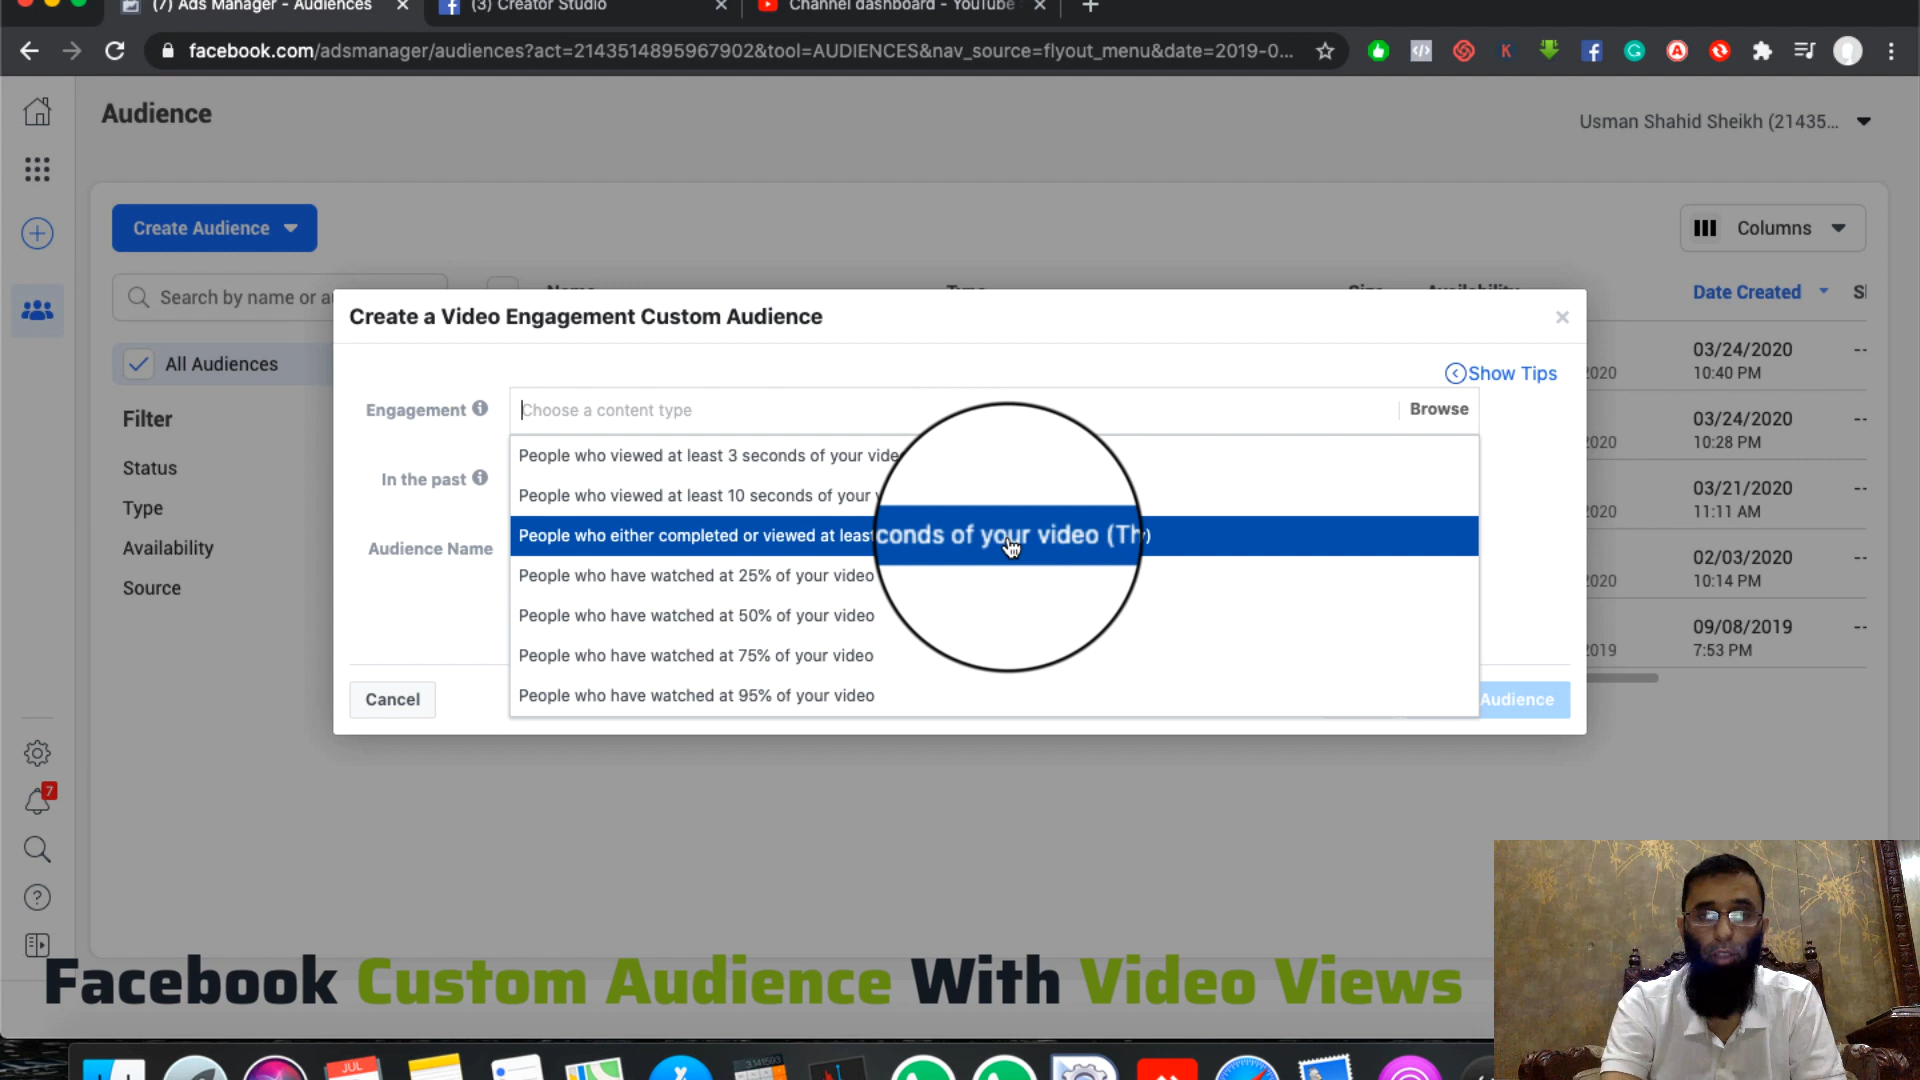 (7) Ads Manager - Audiences
(3) Creator Studio
Channel dashboard - YouTube
facebook.com/adsmanager/audiences?act=2143514895967902&tool=AUDIENCES&nav_source=flyout_menu&date=2019-0...
Audience
Usman Shahid Sheikh (21435...
Create Audience
Columns
Search by name or a
Date Created
All Audiences
Create a Video Engagement Custom Audience
Show Tips
Engagement
Choose a content type
Browse
In the past
Audience Name
People who viewed at least 3 seconds of your vide
People who viewed at least 10 seconds of your
People who either completed or viewed at least
conds of your video (Th
)
People who have watched at 25% of your video
People who have watched at 50% of your video
People who have watched at 75% of your video
People who have watched at 95% of your video
Cancel
Audience
Filter
Status
Type
Availability
Source
03/24/2020
10:40 PM
--
03/24/2020
10:28 PM
--
03/21/2020
11:11 AM
--
02/03/2020
10:14 PM
--
09/08/2019
7:53 PM
--
2020
2020
2020
2020
2019
7
Facebook Custom Audience With Video Views
JUL